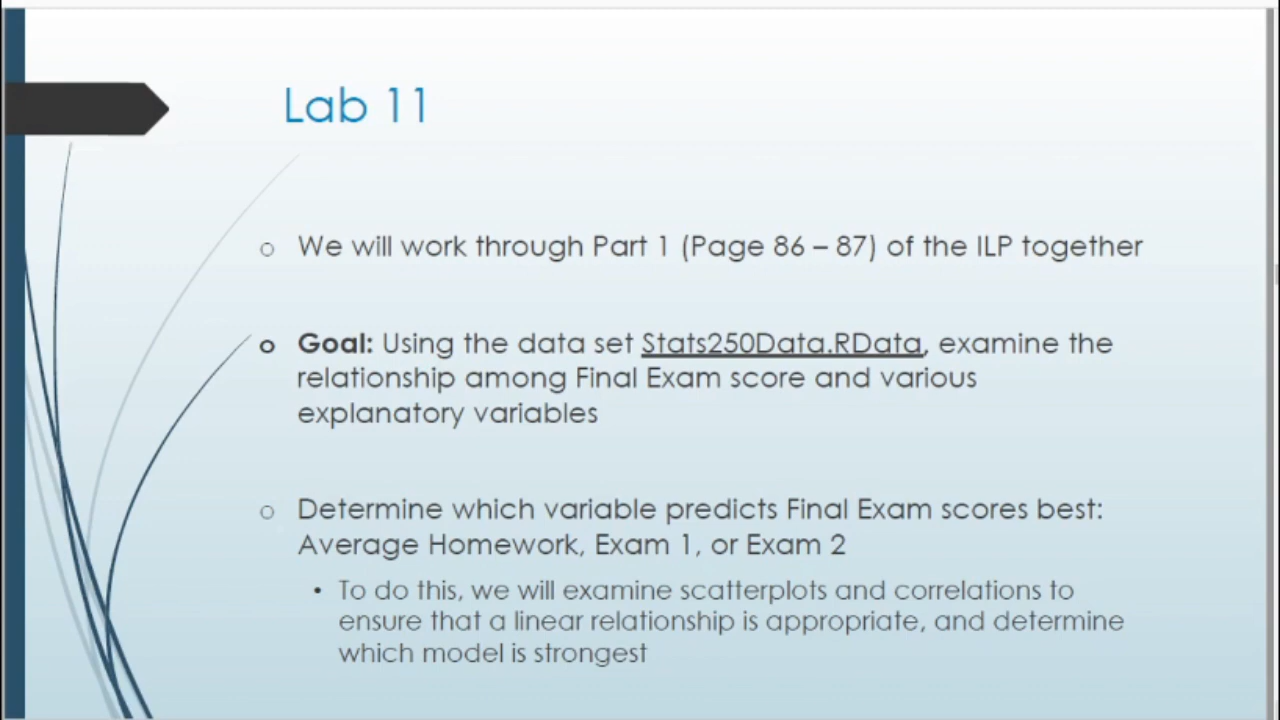 Lab 11
o We will work through Part 1 (Page 86 – 87) of the ILP together
o Goal: Using the data set Stats250Data.RData, examine the
relationship among Final Exam score and various
explanatory variables
o Determine which variable predicts Final Exam scores best:
Average Homework, Exam 1, or Exam 2
• To do this, we will examine scatterplots and correlations to
ensure that a linear relationship is appropriate, and determine
which model is strongest